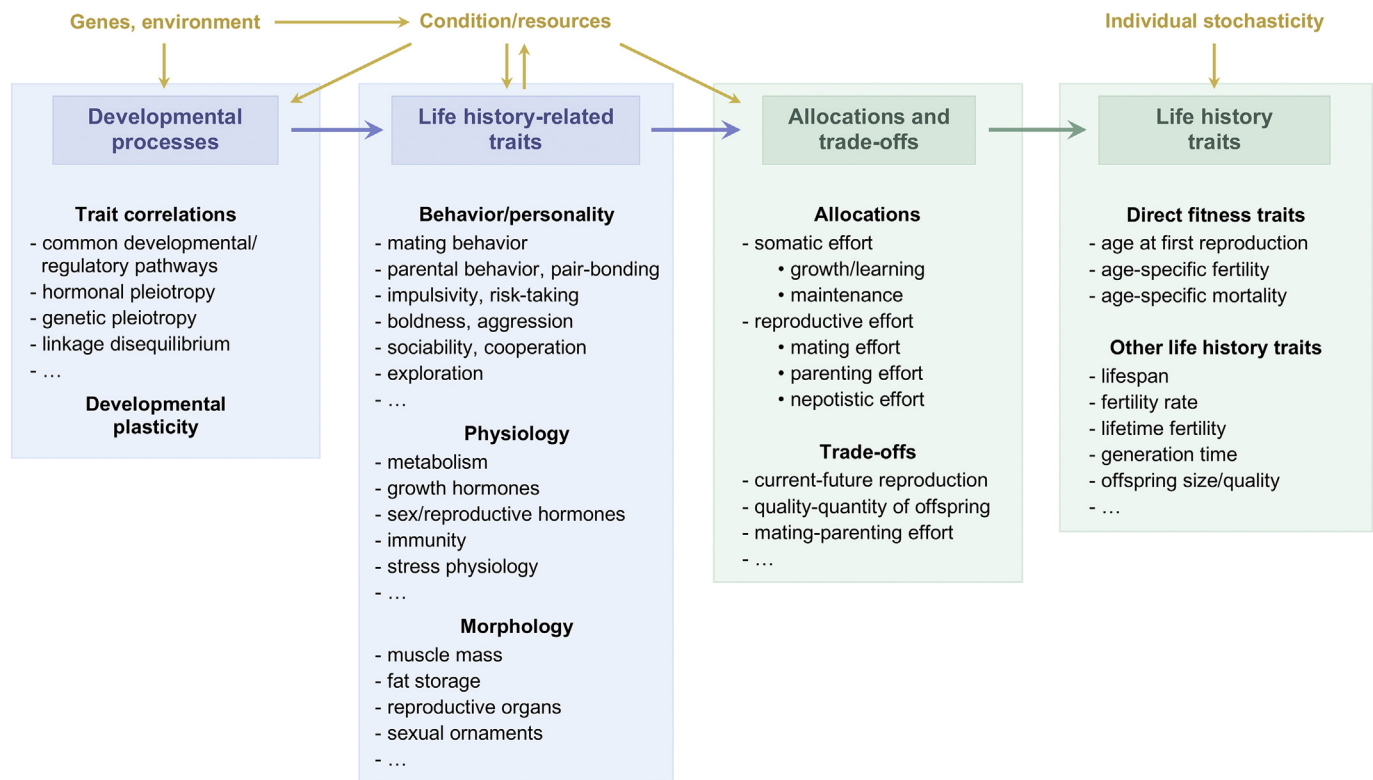 Genes, environment
Condition/resources
Individual stochasticity
Developmental
processes
Life history-related
traits
Allocations and
trade-offs
Life history
traits
Trait correlations
- common developmental/
regulatory pathways
- hormonal pleiotropy
- genetic pleiotropy
- linkage disequilibrium
- …
Developmental
plasticity
Behavior/personality
- mating behavior
- parental behavior, pair-bonding
- impulsivity, risk-taking
- boldness, aggression
- sociability, cooperation
- exploration
- …
Physiology
- metabolism
- growth hormones
- sex/reproductive hormones
- immunity
- stress physiology
- …
Morphology
- muscle mass
- fat storage
- reproductive organs
- sexual ornaments
- …
Allocations
- somatic effort
• growth/learning
• maintenance
- reproductive effort
• mating effort
• parenting effort
• nepotistic effort
Trade-offs
- current-future reproduction
- quality-quantity of offspring
- mating-parenting effort
- …
Direct fitness traits
- age at first reproduction
- age-specific fertility
- age-specific mortality
Other life history traits
- lifespan
- fertility rate
- lifetime fertility
- generation time
- offspring size/quality
- …